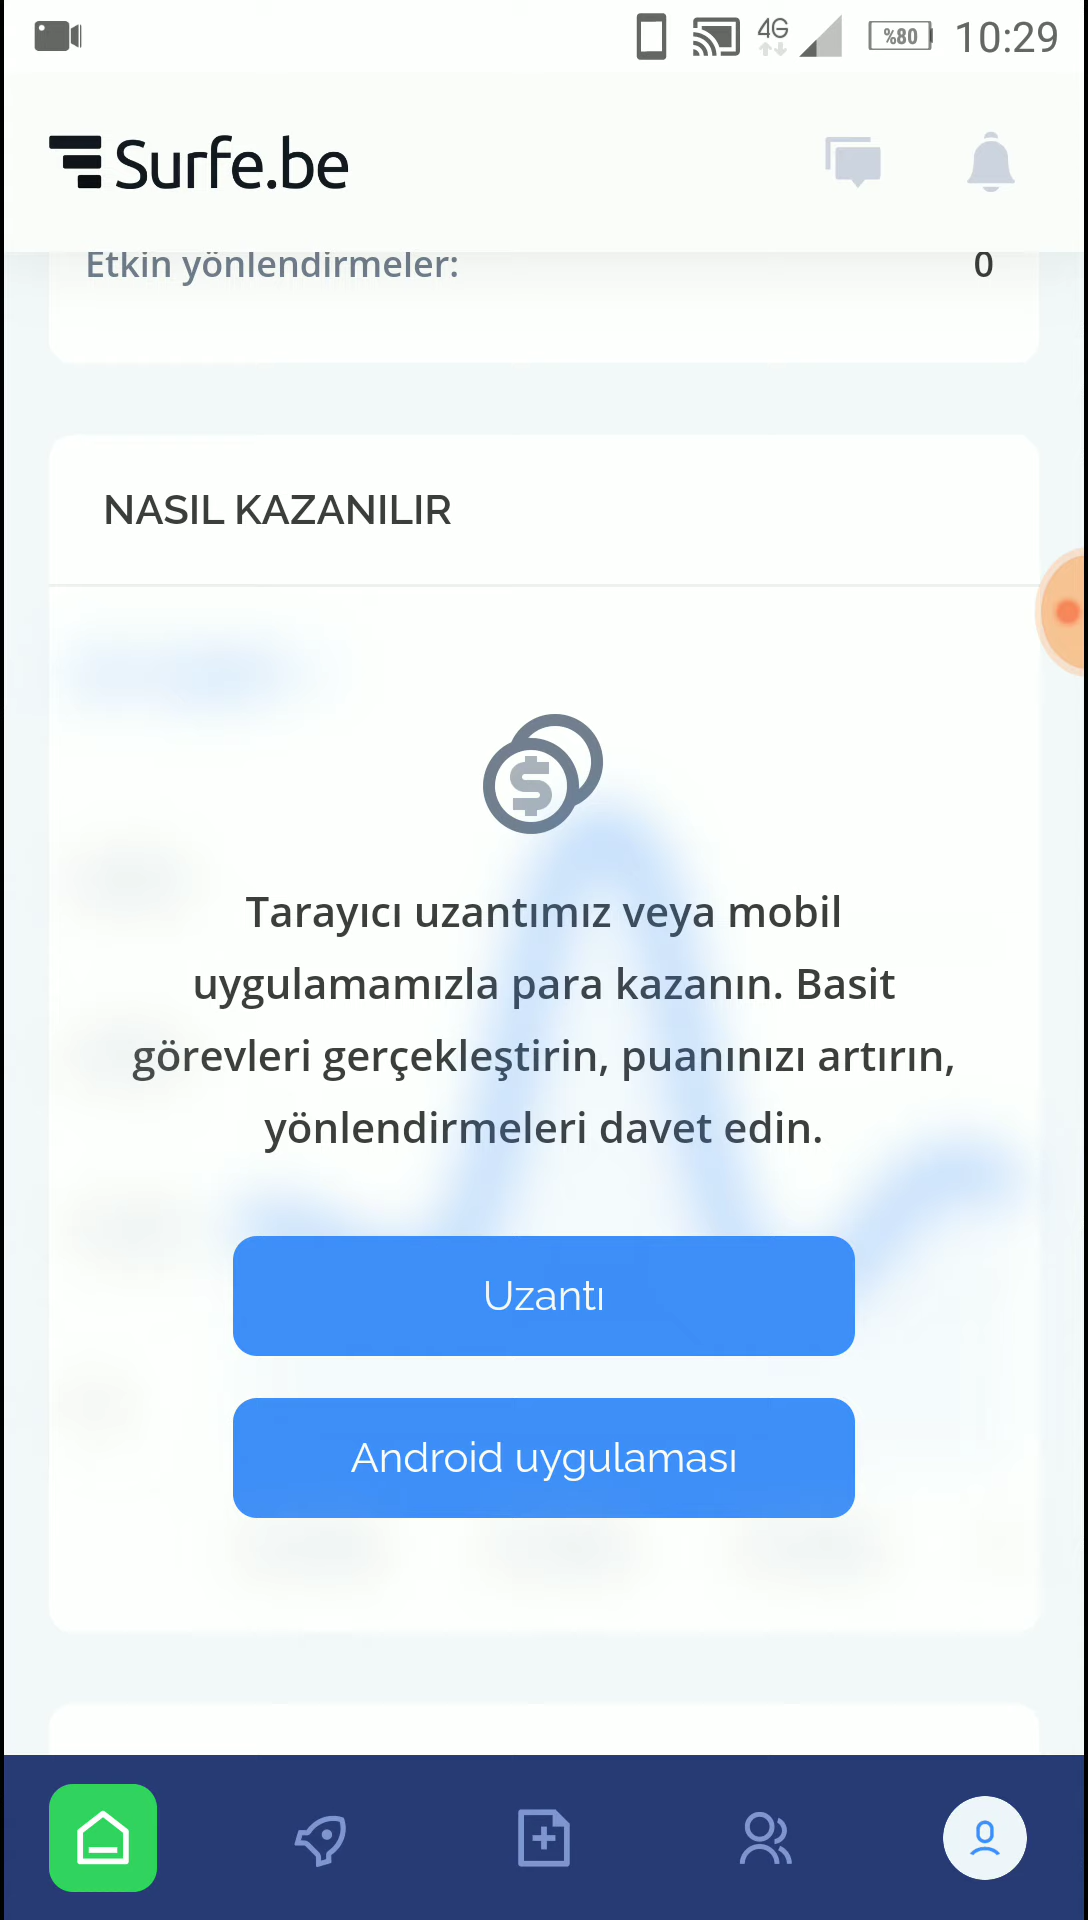 4G
%80
10:29
Surfe.be
Etkin yönlendirmeler:
0
NASIL KAZANILIR
$
Tarayıcı uzantımız veya mobil
uygulamamızla para kazanın. Basit
görevleri gerçekleştirin, puanınızı artırın,
yönlendirmeleri davet edin.
Uzantı
Android uygulaması